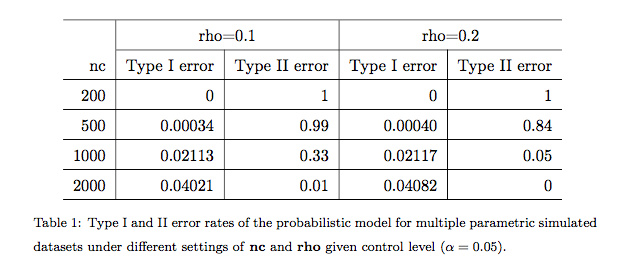 rho=0.1 rho=0.2
nc Type I error Type II error Type I error Type II error
200 0 1 0 1
500 0.00034 0.99 0.00040 0.84
1000 0.02113 0.33 0.02117 0.05
2000 0.04021 0.01 0.04082 0
Table 1: Type I and II error rates of the probabilistic model for multiple parametric simulated
datasets under different settings of nc and rho given control level (α = 0.05).